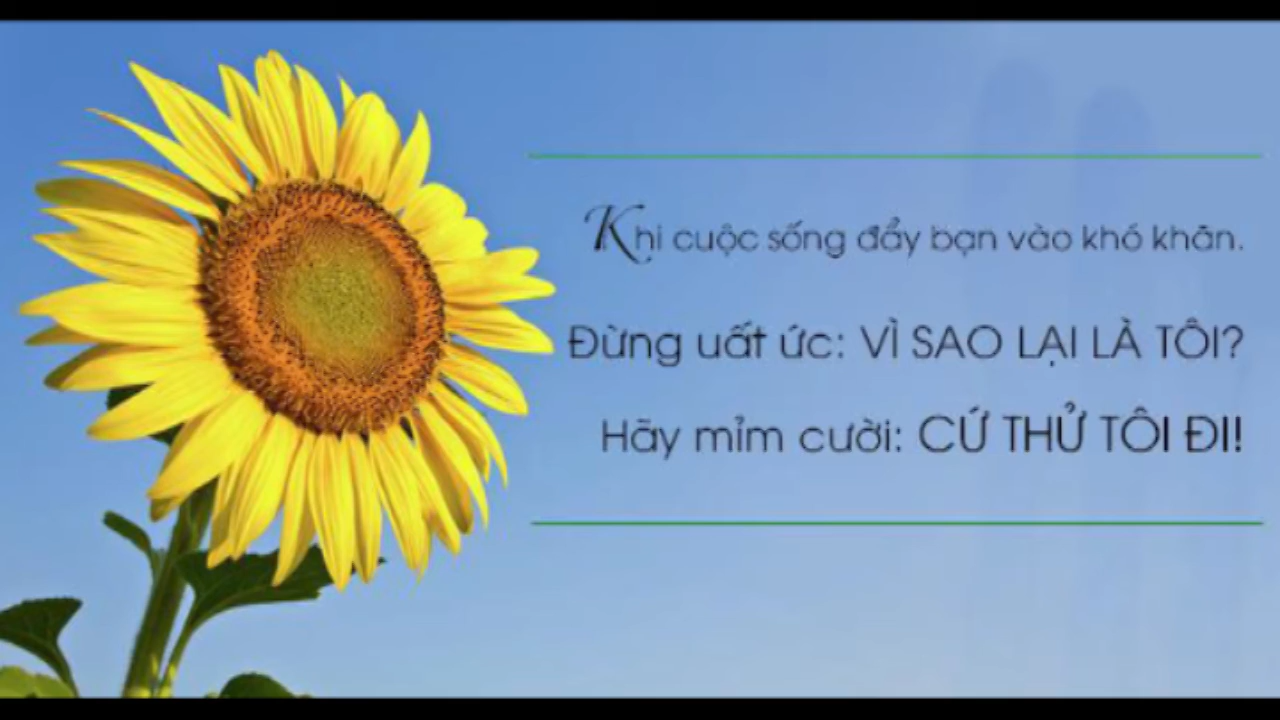 Khi cuộc sống đẩy bạn vào khó khăn.
Đừng uất ức: VÌ SAO LẠI LÀ TÔI?
Hãy mỉm cười: CỨ THỬ TÔI ĐI!